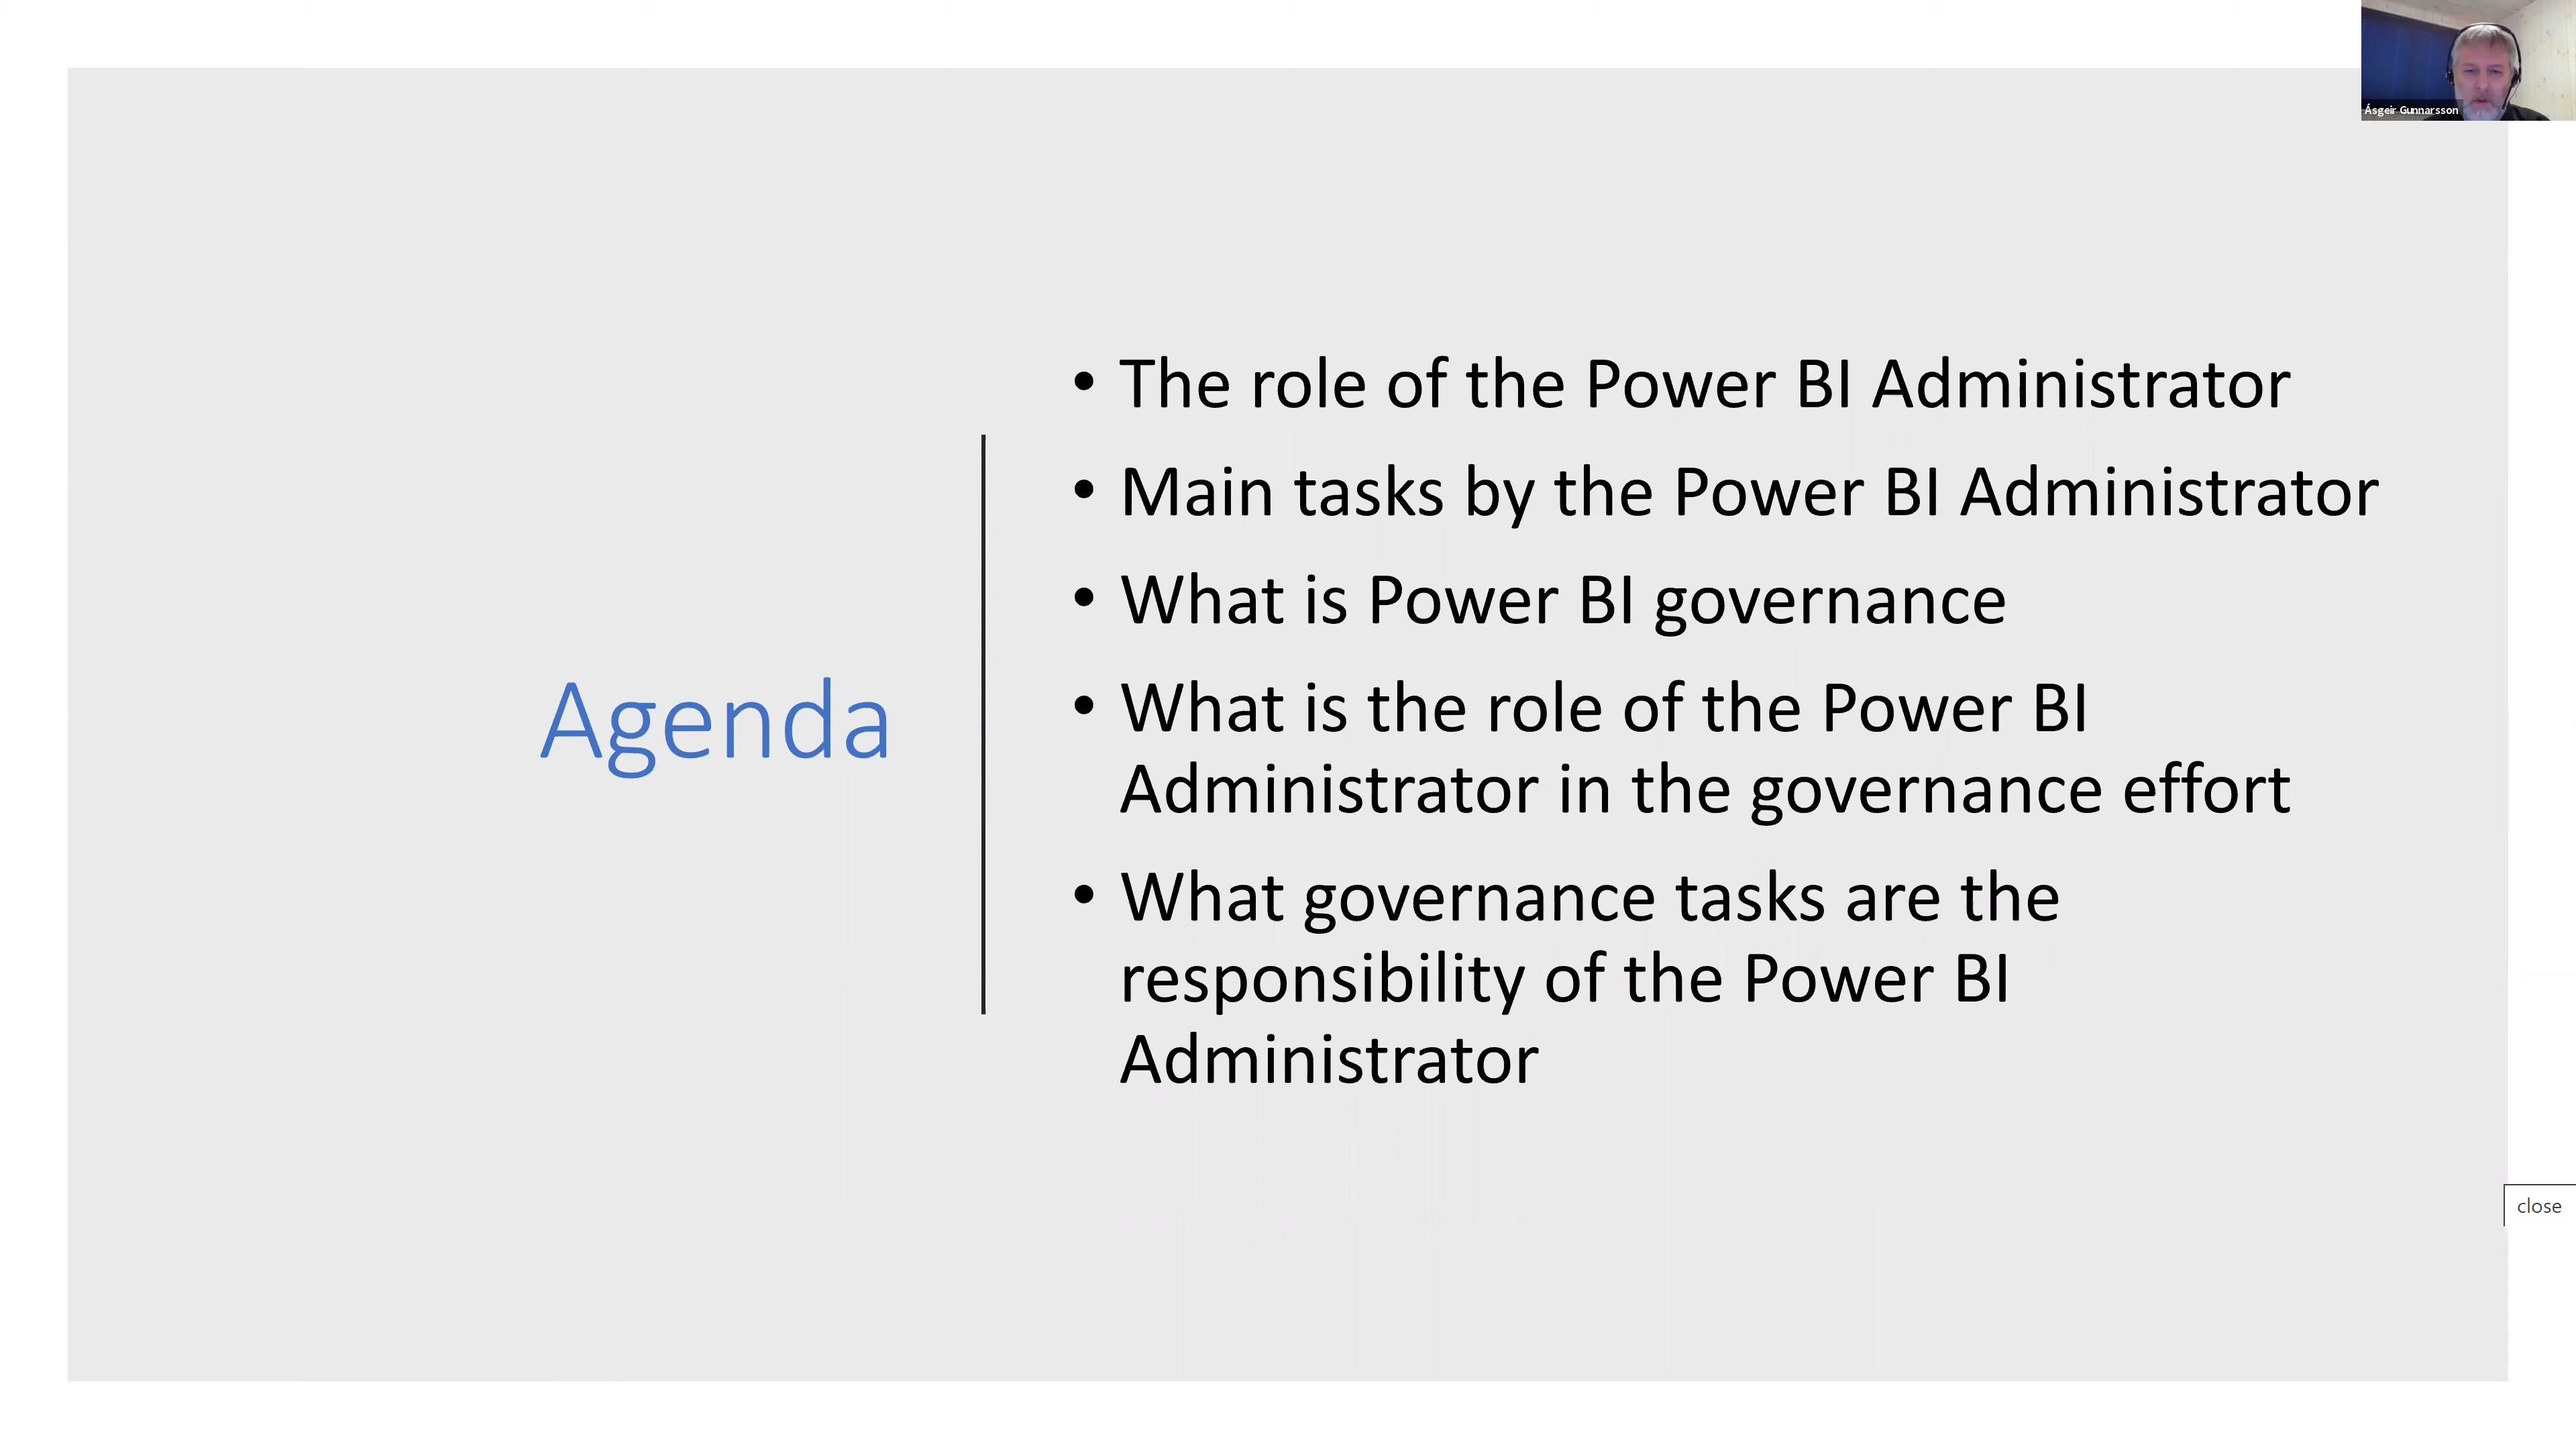 Ásgeir Gunnarsson
Agenda
• The role of the Power BI Administrator
• Main tasks by the Power BI Administrator
• What is Power BI governance
• What is the role of the Power BI
Administrator in the governance effort
• What governance tasks are the
responsibility of the Power BI
Administrator
close